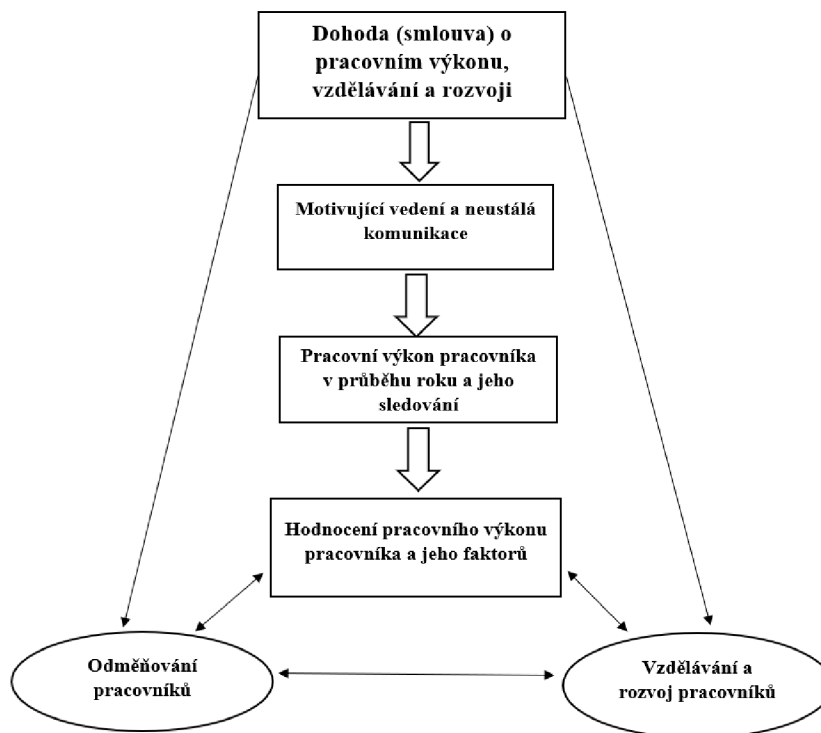 Dohoda (smlouva) o
pracovním výkonu,
vzdělávání a rozvoji
Motivující vedení a neustálá
komunikace
Pracovní výkon pracovníka
v průběhu roku a jeho
sledování
Hodnocení pracovního výkonu
pracovníka a jeho faktorů
Odměňování
pracovníků
Vzdělávání a
rozvoj pracovníků